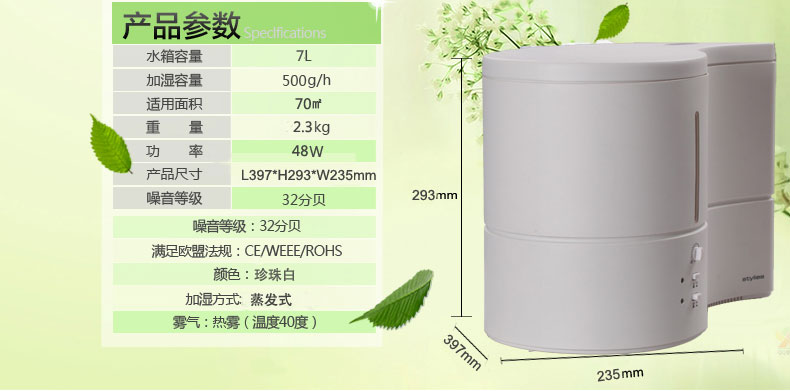 产品参数 Specifications
水箱容量 7L
加湿容量 500g/h
适用面积 70㎡
重 量 2.3kg
功 率 48W
产品尺寸 L397*H293*W235mm
噪音等级 32分贝
噪音等级：32分贝
满足欧盟法规：CE/WEEE/ROHS
颜色：珍珠白
加湿方式: 蒸发式
雾气：热雾（温度40度）
293mm
397mm
235mm